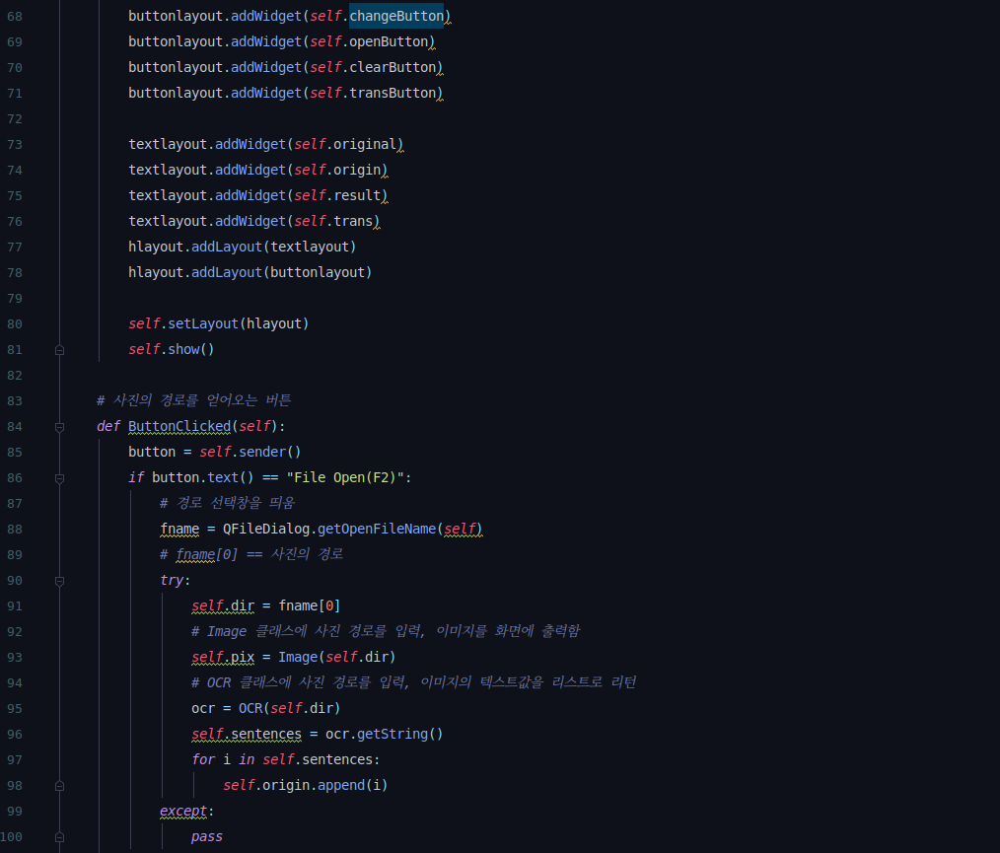 68 buttonlayout.addWidget(self.changeButton)
69 buttonlayout.addWidget(self.openButton)
70 buttonlayout.addWidget(self.clearButton)
71 buttonlayout.addWidget(self.transButton)
72
73 textlayout.addWidget(self.original)
74 textlayout.addWidget(self.origin)
75 textlayout.addWidget(self.result)
76 textlayout.addWidget(self.trans)
77 hlayout.addLayout(textlayout)
78 hlayout.addLayout(buttonlayout)
79
80 self.setLayout(hlayout)
81 self.show()
82
83 # 사진의 경로를 얻어오는 버튼
84 def ButtonClicked(self):
85 button = self.sender()
86 if button.text() == "File Open(F2)":
87 # 경로 선택창을 띄움
88 fname = QFileDialog.getOpenFileName(self)
89 # fname[0] == 사진의 경로
90 try:
91 self.dir = fname[0]
92 # Image 클래스에 사진 경로를 입력, 이미지를 화면에 출력함
93 self.pix = Image(self.dir)
94 # OCR 클래스에 사진 경로를 입력, 이미지의 텍스트값을 리스트로 리턴
95 ocr = OCR(self.dir)
96 self.sentences = ocr.getString()
97 for i in self.sentences:
98 self.origin.append(i)
99 except:
100 pass